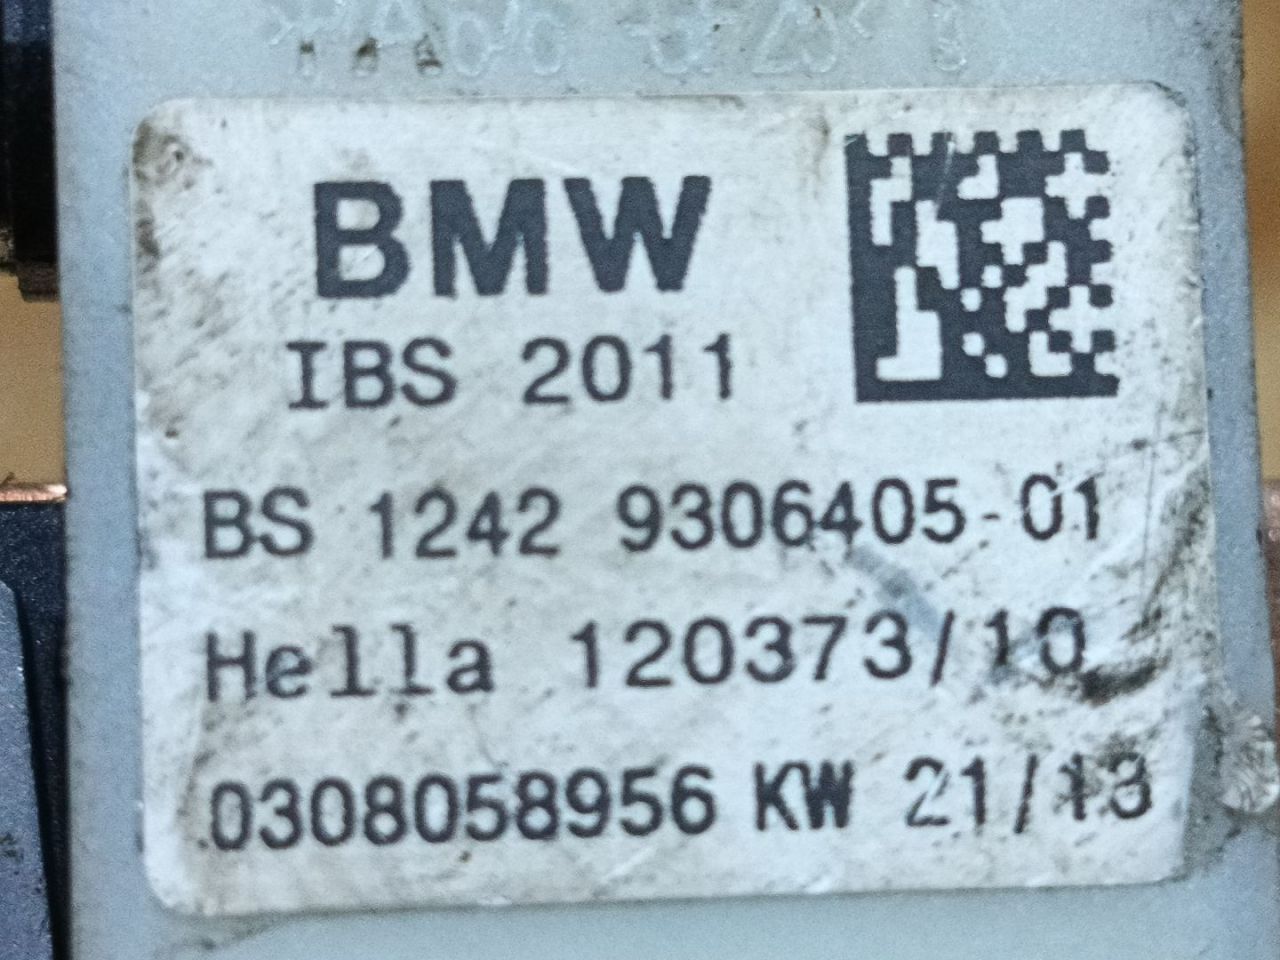 BMW
IBS 2011
BS 1242 9306405-01
Hella 120373/10
0308058956 KW 21/13